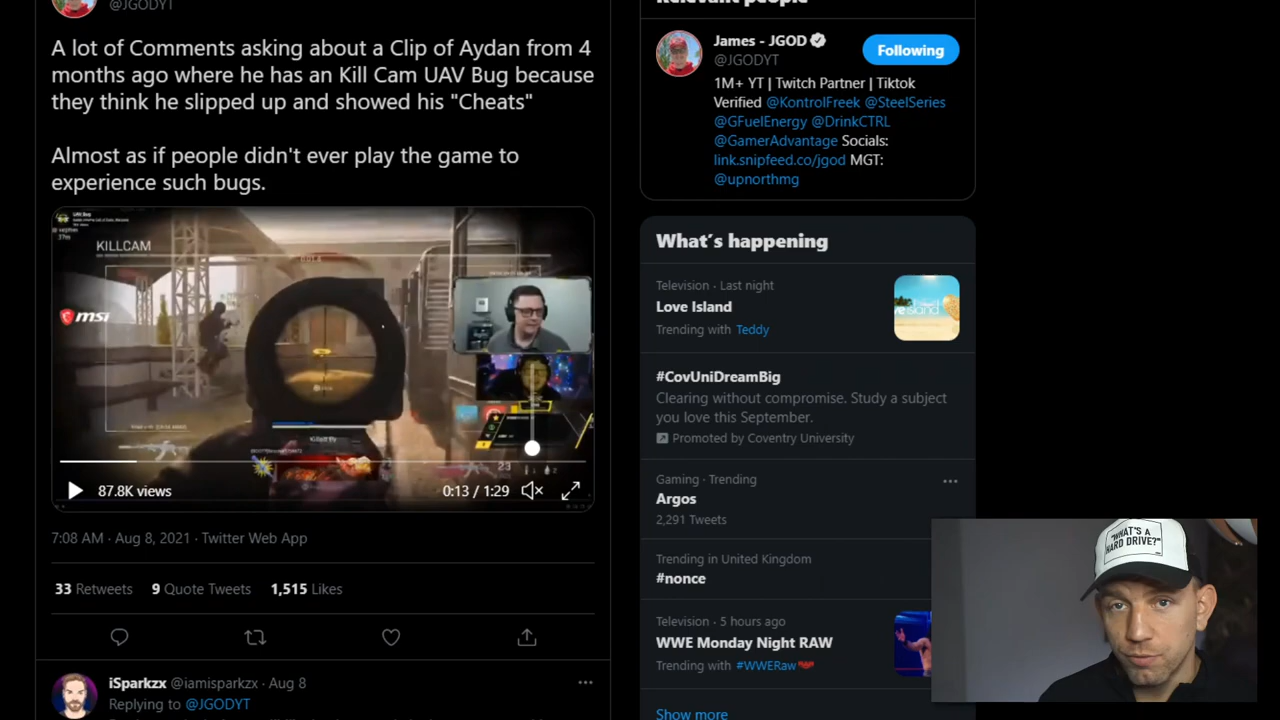 @JGODYT
A lot of Comments asking about a Clip of Aydan from 4
months ago where he has an Kill Cam UAV Bug because
they think he slipped up and showed his "Cheats"
Almost as if people didn't ever play the game to
experience such bugs.
KILLCAM
msi
23
87.8K views
0:13 / 1:29
7:08 AM · Aug 8, 2021 · Twitter Web App
33 Retweets 9 Quote Tweets 1,515 Likes
iSparkzx @iamisparkzx · Aug 8
Replying to @JGODYT
Relevant people
James - JGOD
@JGODYT
Following
1M+ YT | Twitch Partner | Tiktok
Verified @KontrolFreek @SteelSeries
@GFuelEnergy @DrinkCTRL
@GamerAdvantage Socials:
link.snipfeed.co/jgod MGT:
@upnorthmg
What's happening
Television · Last night
Love Island
Trending with Teddy
#CovUniDreamBig
Clearing without compromise. Study a subject
you love this September.
Promoted by Coventry University
Gaming · Trending
Argos
2,291 Tweets
Trending in United Kingdom
#nonce
Television · 5 hours ago
WWE Monday Night RAW
Trending with #WWERaw
Show more
"WHAT'S A
HARD DRIVE?"